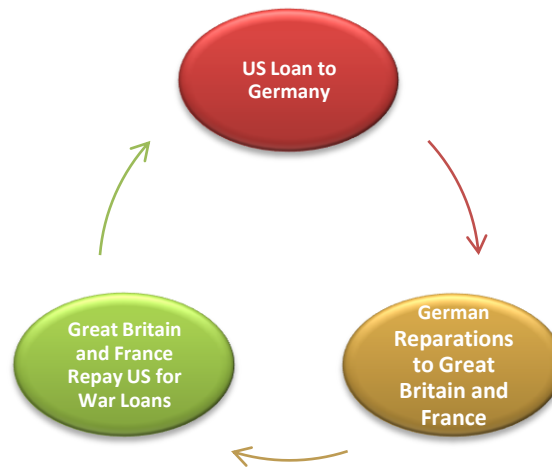 US Loan to
Germany
German
Reparations
to Great
Britain and
France
Great Britain
and France
Repay US for
War Loans